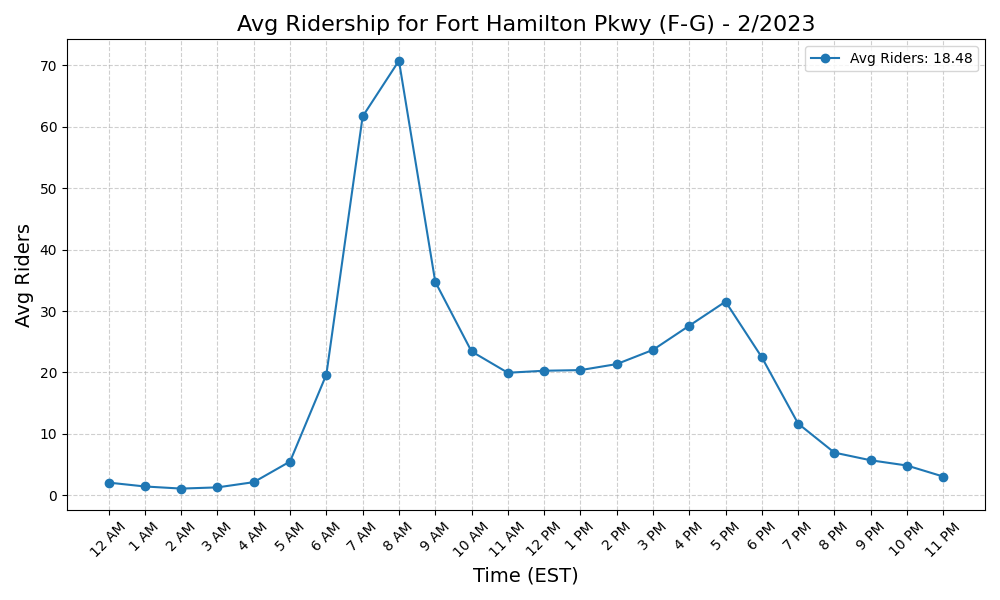 Avg Ridership for Fort Hamilton Pkwy (F-G) - 2/2023
Avg Riders: 18.48
Avg Riders
70
60
50
40
30
20
10
0
12 AM
1 AM
2 AM
3 AM
4 AM
5 AM
6 AM
7 AM
8 AM
9 AM
10 AM
11 AM
12 PM
1 PM
2 PM
3 PM
4 PM
5 PM
6 PM
7 PM
8 PM
9 PM
10 PM
11 PM
Time (EST)